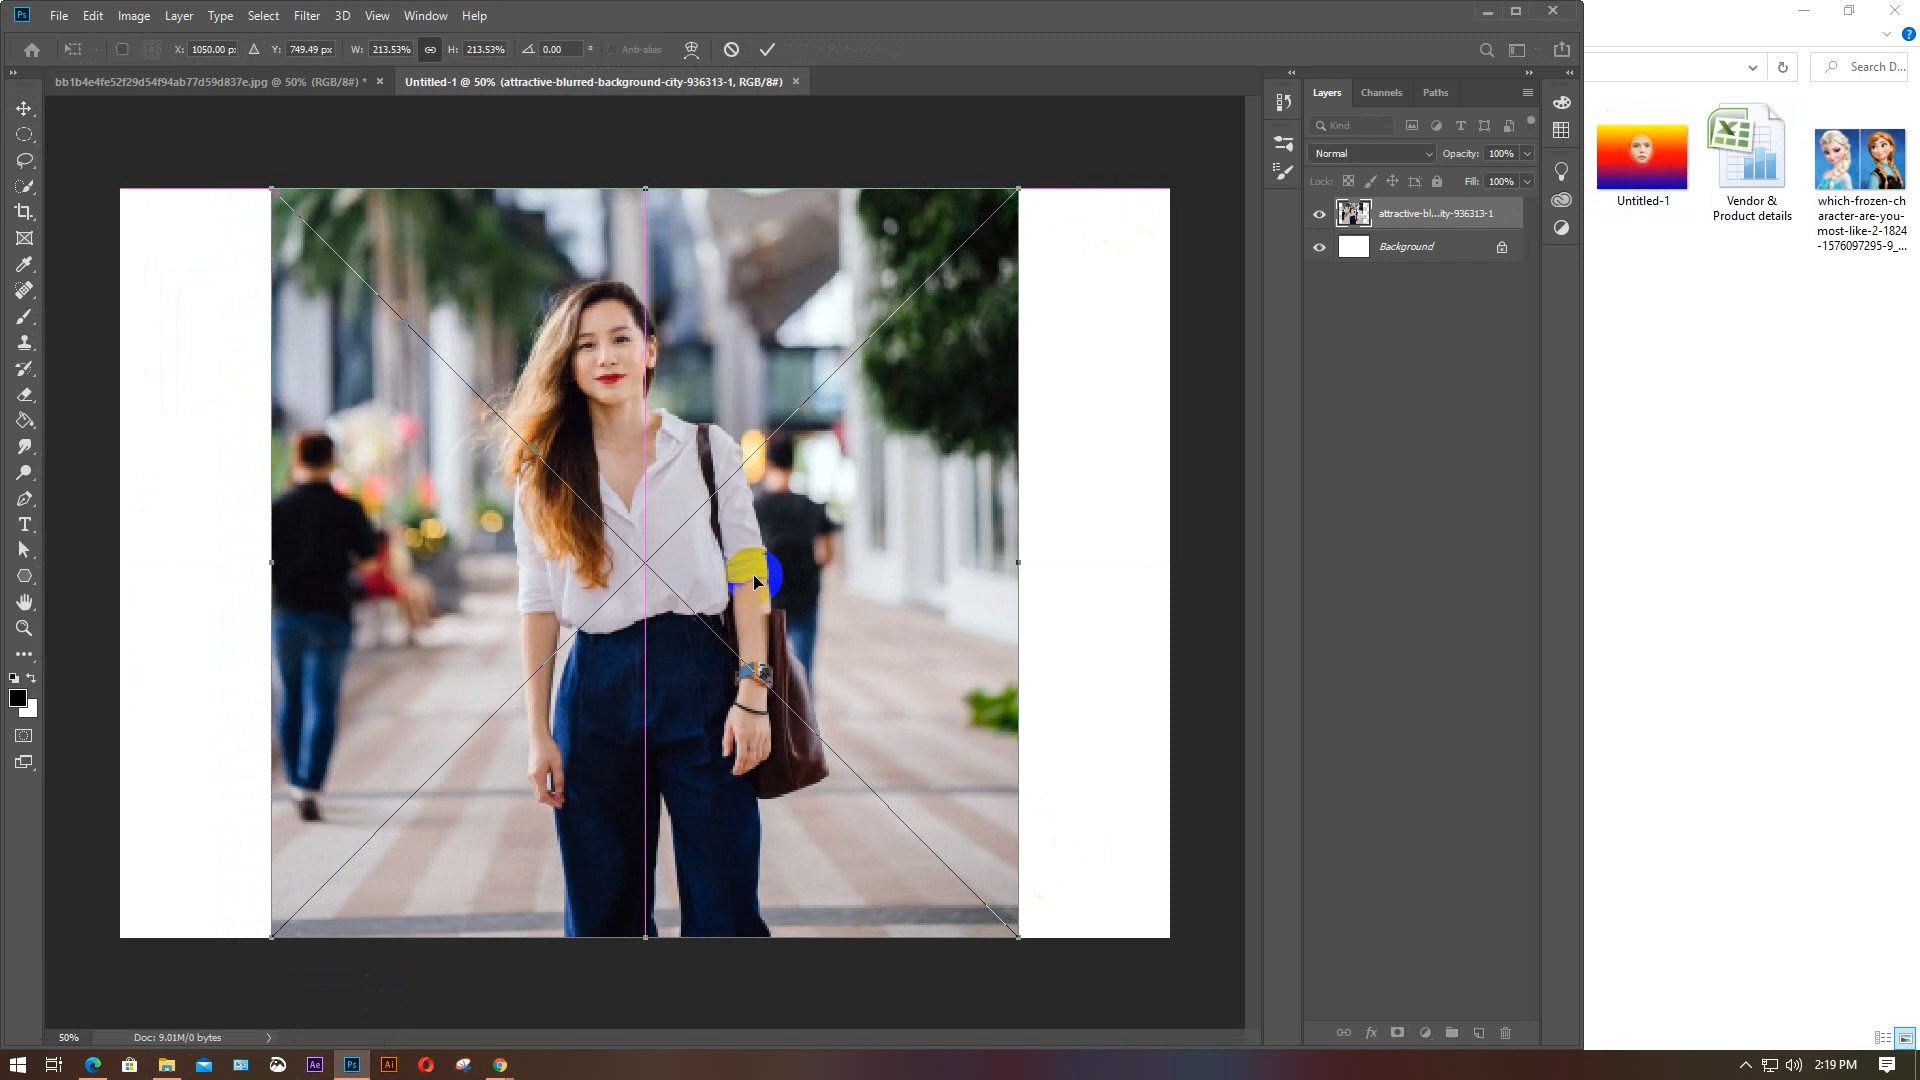 Ps File Edit Image Layer Type Select Filter 3D View Window Help
X: 1050.00 p: Y: 749.49 px W: 213.53% H: 213.53% 0.00 ° Anti-alias
bb1b4e4fe52f29d54f94ab77d59d837e.jpg @ 50% (RGB/8#) * × Untitled-1 @ 50% (attractive-blurred-background-city-936313-1, RGB/8#) ×
Layers Channels Paths
Kind
Normal Opacity: 100%
Lock: Fill: 100%
attractive-bl...ity-936313-1
Background
50% Doc: 9.01M/0 bytes
Search D...
Untitled-1
Vendor &
Product details
which-frozen-ch
aracter-are-you-
most-like-2-1824
-1576097295-9_...
Ae Ps Ai 2:19 PM